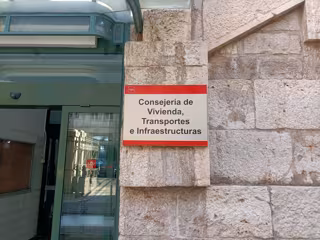 Consejería de
Vivienda,
Transportes
e Infraestructuras